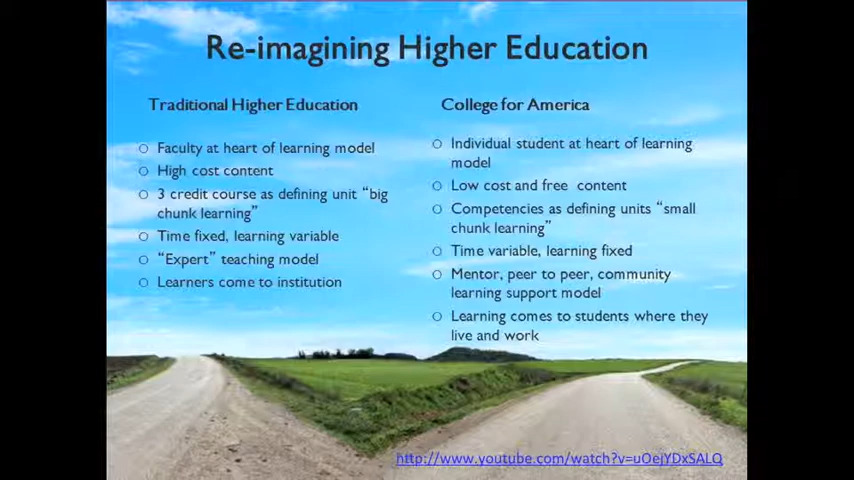 Re-imagining Higher Education
Traditional Higher Education
○ Faculty at heart of learning model
○ High cost content
○ 3 credit course as defining unit “big
chunk learning”
○ Time fixed, learning variable
○ “Expert” teaching model
○ Learners come to institution
College for America
○ Individual student at heart of learning
model
○ Low cost and free content
○ Competencies as defining units “small
chunk learning”
○ Time variable, learning fixed
○ Mentor, peer to peer, community
learning support model
○ Learning comes to students where they
live and work
http://www.youtube.com/watch?v=uOejYDxSALQ